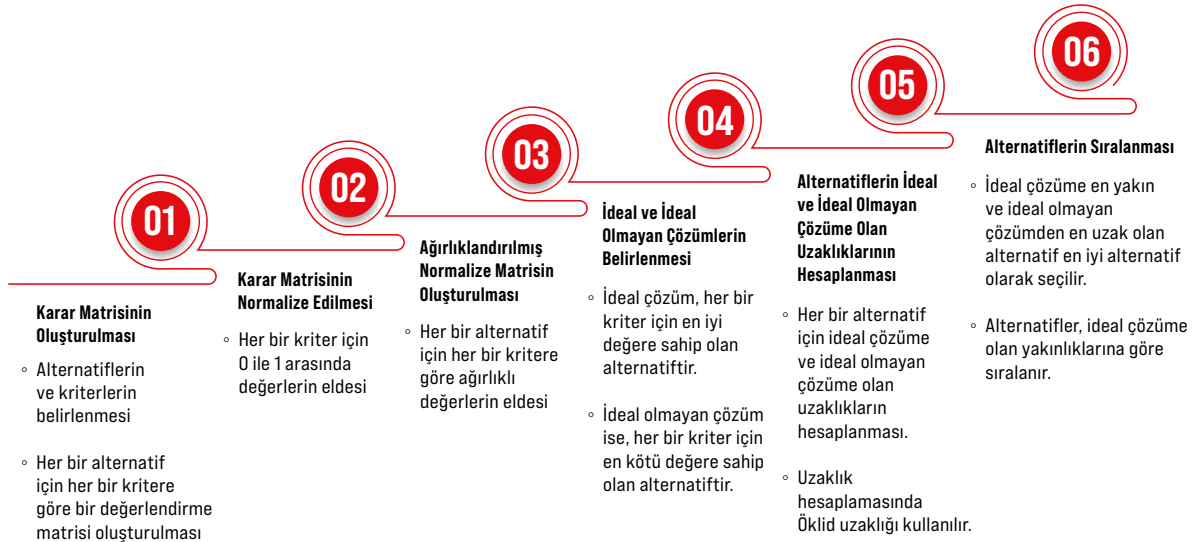 01
Karar Matrisinin
Oluşturulması
◦ Alternatiflerin
ve kriterlerin
belirlenmesi
◦ Her bir alternatif
için her bir kritere
göre bir değerlendirme
matrisi oluşturulması
02
Karar Matrisinin
Normalize Edilmesi
◦ Her bir kriter için
0 ile 1 arasında
değerlerin eldesi
03
Ağırlıklandırılmış
Normalize Matrisin
Oluşturulması
◦ Her bir alternatif
için her bir kritere
göre ağırlıklı
değerlerin eldesi
04
İdeal ve İdeal
Olmayan Çözümlerin
Belirlenmesi
◦ İdeal çözüm, her bir
kriter için en iyi
değere sahip olan
alternatiftir.
◦ İdeal olmayan çözüm
ise, her bir kriter için
en kötü değere sahip
olan alternatiftir.
05
Alternatiflerin İdeal
ve İdeal Olmayan
Çözüme Olan
Uzaklıklarının
Hesaplanması
◦ Her bir alternatif
için ideal çözüme
ve ideal olmayan
çözüme olan
uzaklıkların
hesaplanması.
◦ Uzaklık
hesaplamasında
Öklid uzaklığı kullanılır.
06
Alternatiflerin Sıralanması
◦ İdeal çözüme en yakın
ve ideal olmayan
çözümden en uzak olan
alternatif en iyi alternatif
olarak seçilir.
◦ Alternatifler, ideal çözüme
olan yakınlıklarına göre
sıralanır.